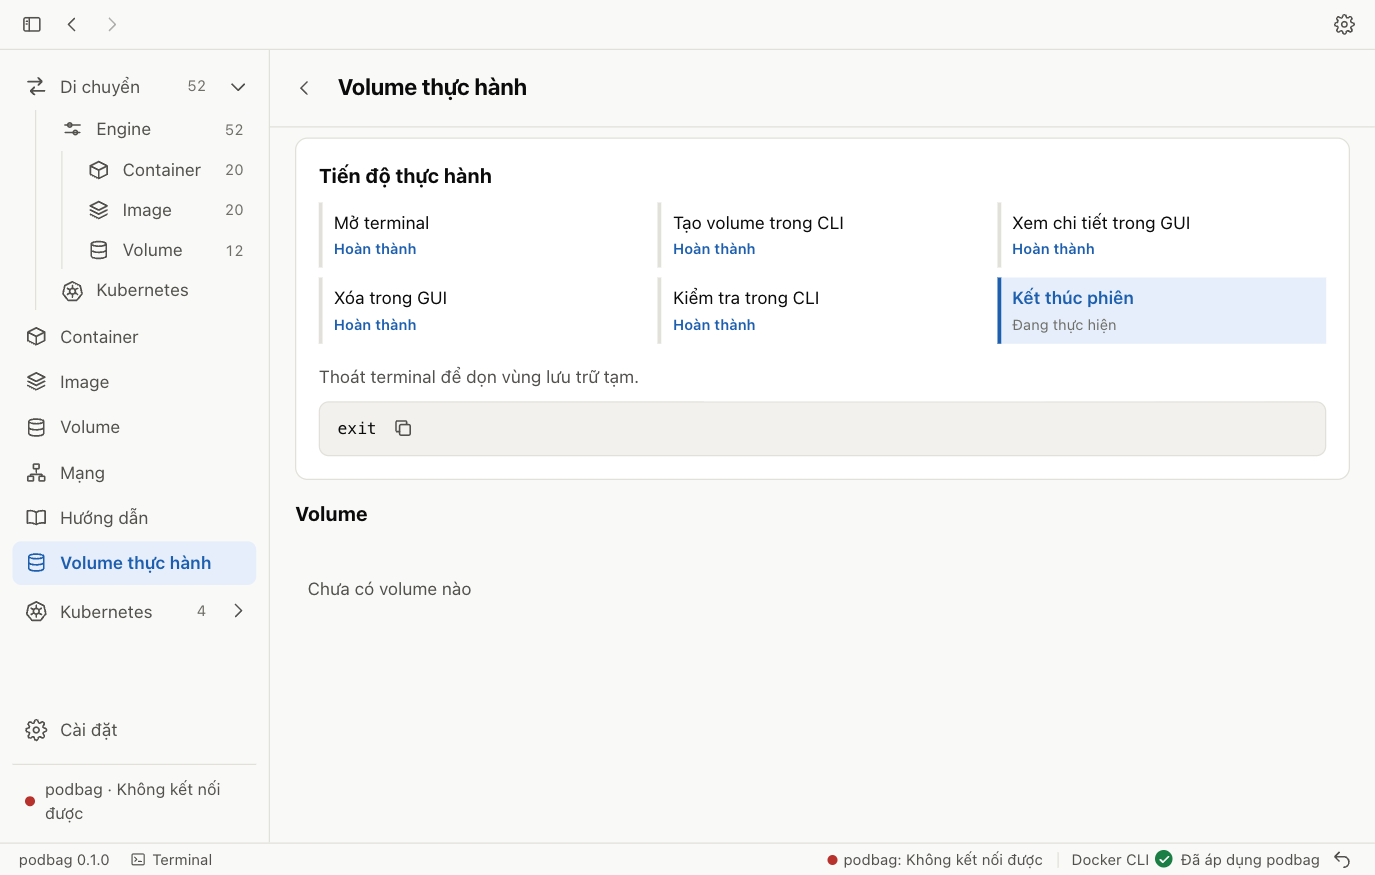 Di chuyển 52
Engine 52
Container 20
Image 20
Volume 12
Kubernetes
Container
Image
Volume
Mạng
Hướng dẫn
Volume thực hành
Kubernetes 4
Cài đặt
podbag · Không kết nối
được
Volume thực hành
Tiến độ thực hành
Mở terminal
Hoàn thành
Tạo volume trong CLI
Hoàn thành
Xem chi tiết trong GUI
Hoàn thành
Xóa trong GUI
Hoàn thành
Kiểm tra trong CLI
Hoàn thành
Kết thúc phiên
Đang thực hiện
Thoát terminal để dọn vùng lưu trữ tạm.
exit
Volume
Chưa có volume nào
podbag 0.1.0 Terminal podbag: Không kết nối được Docker CLI Đã áp dụng podbag